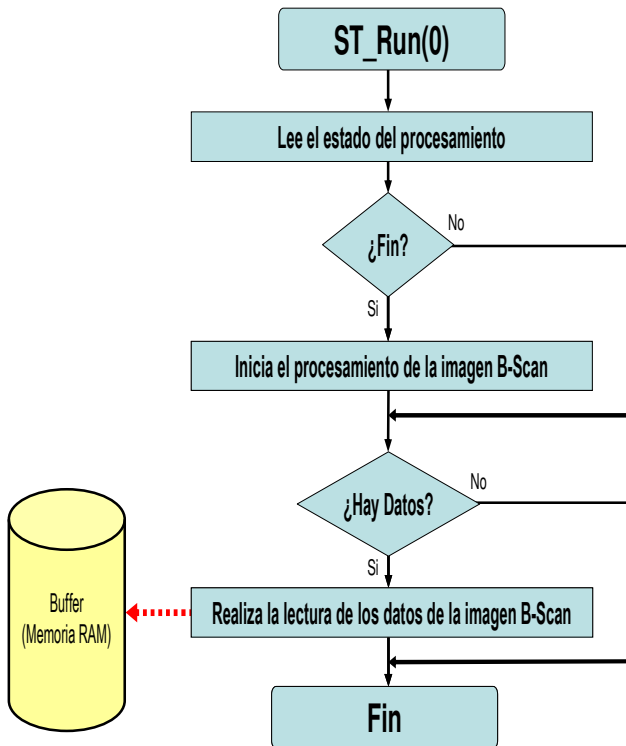 ST_Run(0)
Lee el estado del procesamiento
¿Fin?
No
Si
Inicia el procesamiento de la imagen B-Scan
¿Hay Datos?
No
Si
Buffer
(Memoria RAM)
Realiza la lectura de los datos de la imagen B-Scan
Fin